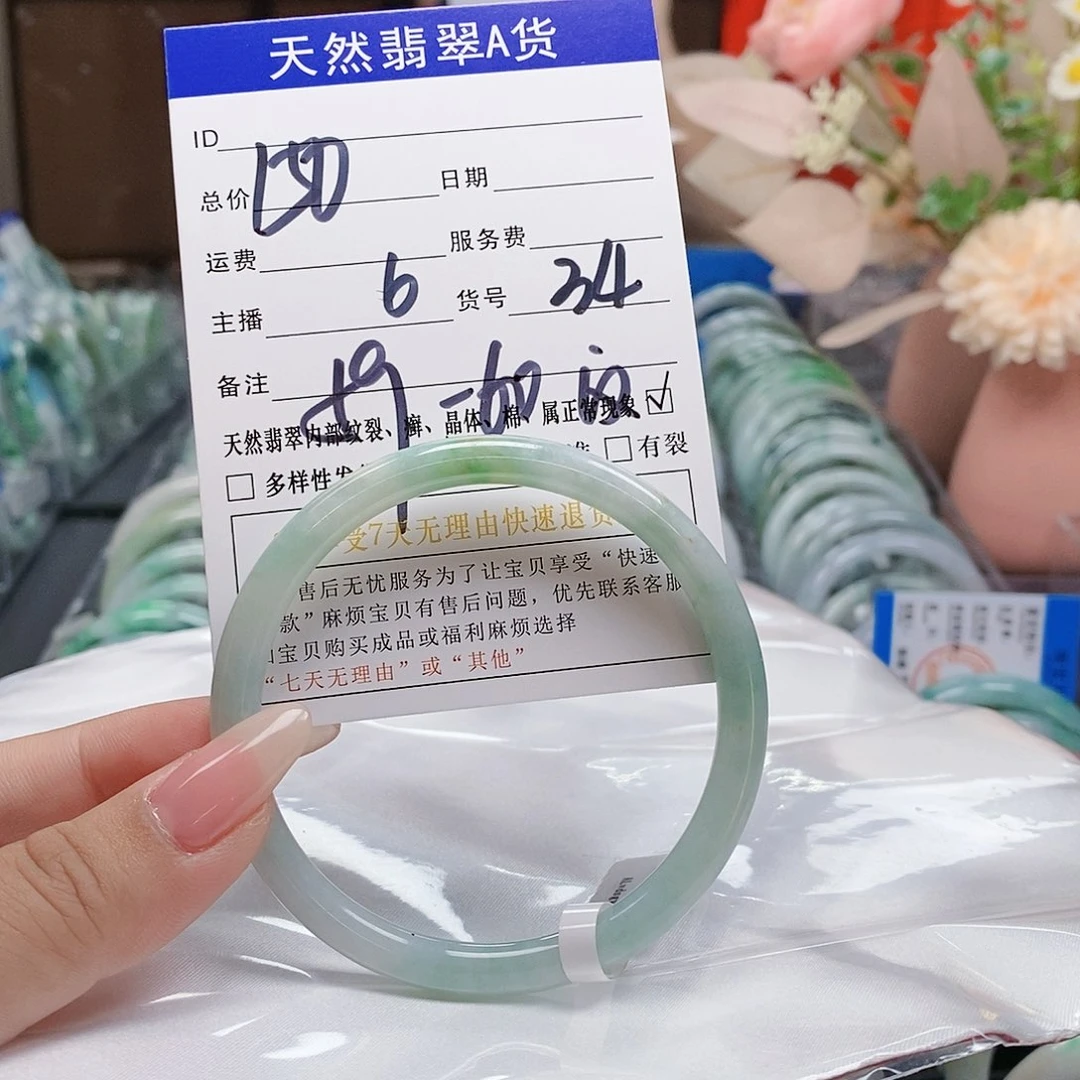 天然翡翠A货
ID
总价 日期
运费 服务费
6 34
主播 货号
备注
天然翡翠内部纹裂、癣、晶体、棉、属正常现象 ✓
多样性发 有裂
受7天无理由快速退货
售后无忧服务为了让宝贝享受“快速
款”麻烦宝贝有售后问题，优先联系客服
宝贝购买成品或福利麻烦选择
“七天无理由”或“其他”